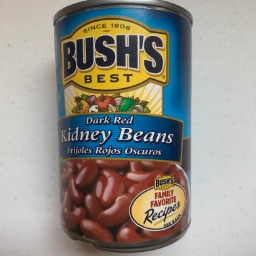 SINCE 1908
BUSH'S
BEST
Dark Red
Kidney Beans
Frijoles Rojos Oscuros
BUSH'S
FAMILY
FAVORITE
Recipes